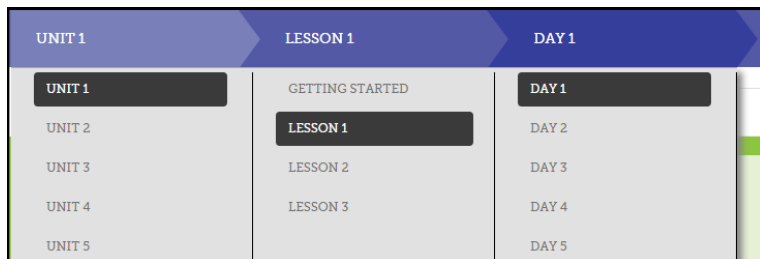 UNIT 1 LESSON 1 DAY 1
UNIT 1 GETTING STARTED DAY 1
UNIT 2 LESSON 1 DAY 2
UNIT 3 LESSON 2 DAY 3
UNIT 4 LESSON 3 DAY 4
UNIT 5 DAY 5